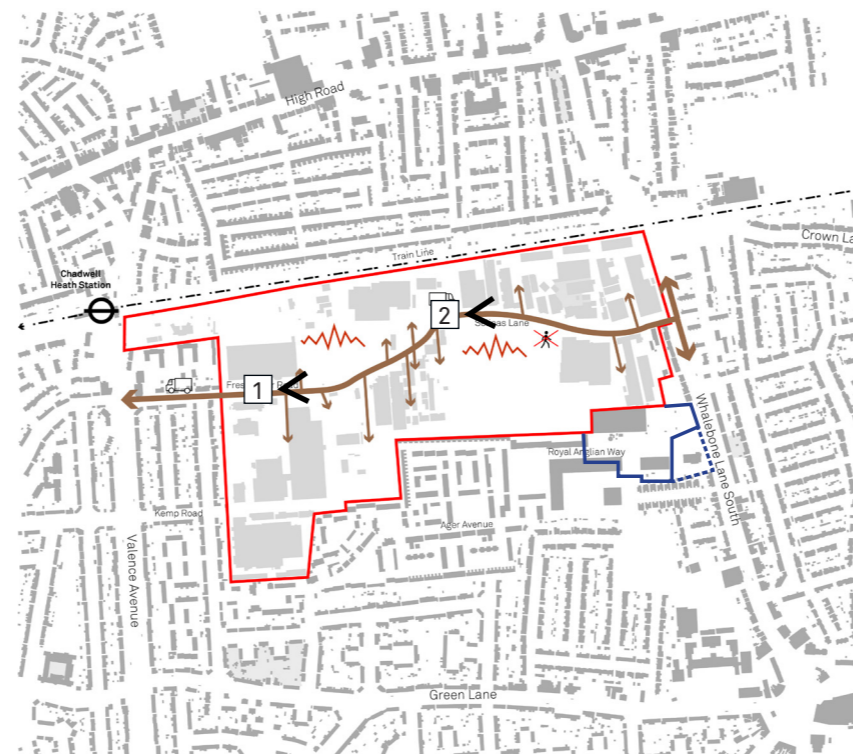 High Road
Crown La
Train Line
Chadwell
Heath Station
2
Lane
1
Royal Anglian Way
Whalebone Lane South
Kemp Road
Ager Avenue
Valence Avenue
Green Lane